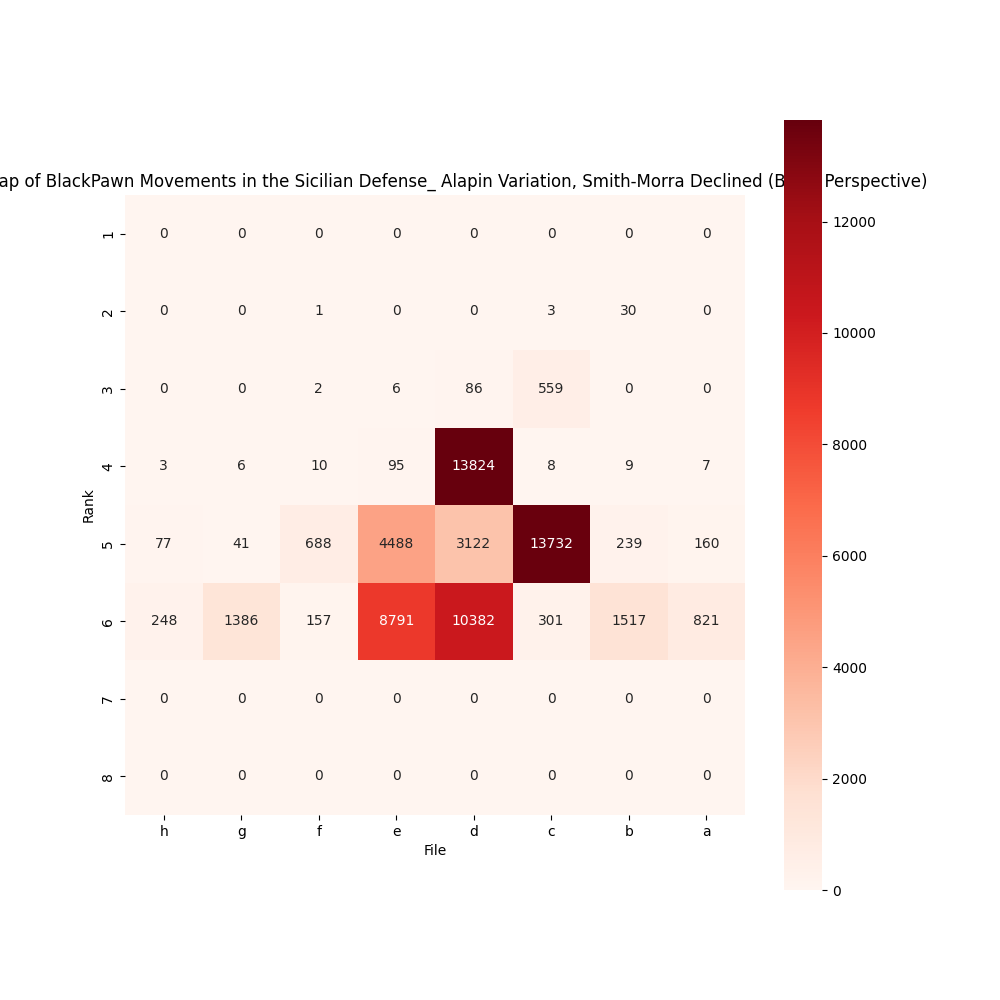 ap of BlackPawn Movements in the Sicilian Defense_ Alapin Variation, Smith-Morra Declined (B Perspective)
1 0 0 0 0 0 0 0 0
2 0 0 1 0 0 3 30 0
3 0 0 2 6 86 559 0 0
4 3 6 10 95 13824 8 9 7
5 77 41 688 4488 3122 13732 239 160
6 248 1386 157 8791 10382 301 1517 821
7 0 0 0 0 0 0 0 0
8 0 0 0 0 0 0 0 0
h g f e d c b a
File
Rank
12000
10000
8000
6000
4000
2000
0